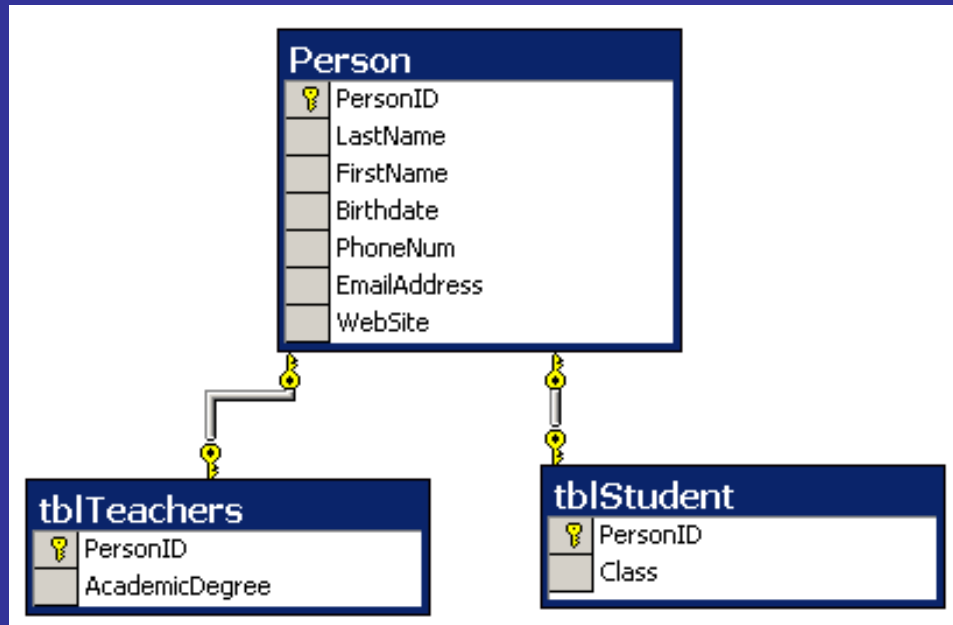 Person
PersonID
LastName
FirstName
Birthdate
PhoneNum
EmailAddress
WebSite
tblTeachers
PersonID
AcademicDegree
tblStudent
PersonID
Class